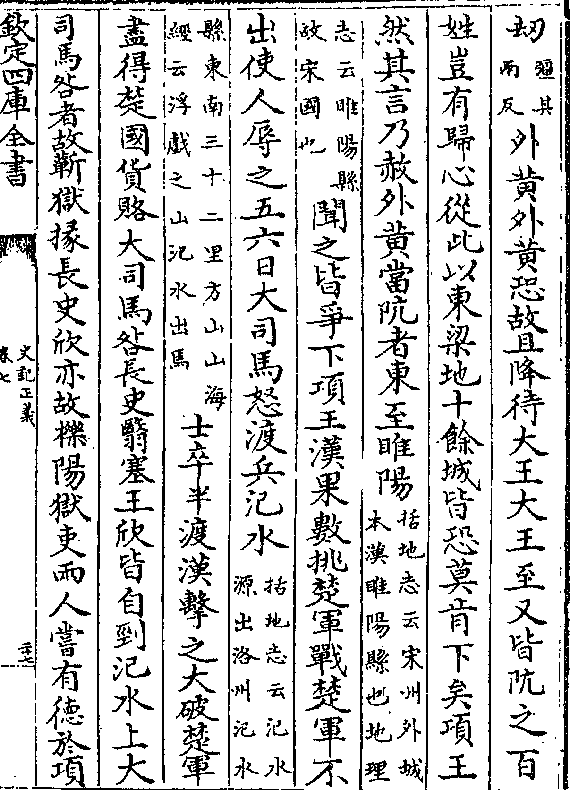 劫外黄外黄恐故且降待大王大王至又皆阬之百
姓豈有歸心從此以東梁地十餘城皆恐莫肯下矣項王
然其言乃赦外黄當阬者東至睢陽括地志云宋州外城本漢睢陽縣也地理
志云睢陽縣故宋國也聞之皆爭下項王漢果數挑楚軍戰楚軍不
出使人辱之五六日大司馬怒渡兵汜水括地志云汜水源出洛州汜水
縣東南三十二里方山山海經云浮戲之山汜水出焉士卒半渡漢擊之大破楚軍
盡得楚國貨賂大司馬咎長史翳塞王欣皆自剄汜水上大
司馬咎者故蘄獄掾長史欣亦故櫟陽獄吏兩人嘗有德於項
欽定四庫全書
史記正義
卷七
三七